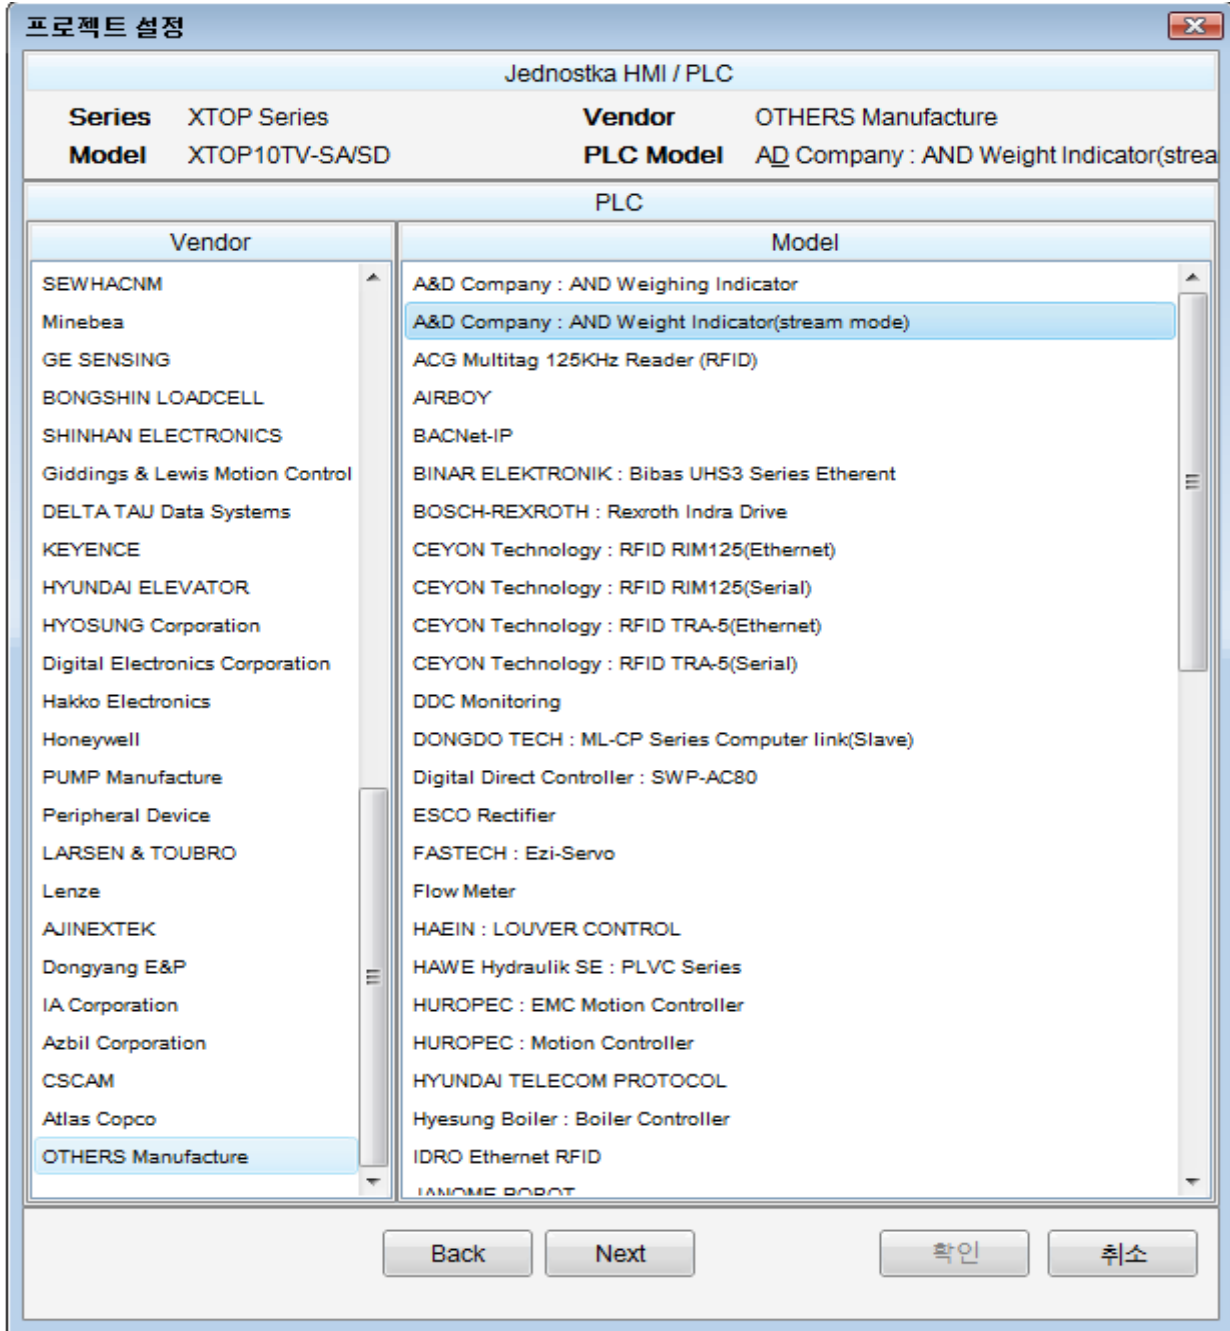 프로젝트 설정
Jednostka HMI / PLC
Series XTOP Series Vendor OTHERS Manufacture
Model XTOP10TV-SA/SD PLC Model AD Company : AND Weight Indicator(strea
PLC
Vendor Model
SEWHACNM A&D Company : AND Weighing Indicator
Minebea A&D Company : AND Weight Indicator(stream mode)
GE SENSING ACG Multitag 125KHz Reader (RFID)
BONGSHIN LOADCELL AIRBOY
SHINHAN ELECTRONICS BACNet-IP
Giddings & Lewis Motion Control BINAR ELEKTRONIK : Bibas UHS3 Series Etherent
DELTA TAU Data Systems BOSCH-REXROTH : Rexroth Indra Drive
KEYENCE CEYON Technology : RFID RIM125(Ethernet)
HYUNDAI ELEVATOR CEYON Technology : RFID RIM125(Serial)
HYOSUNG Corporation CEYON Technology : RFID TRA-5(Ethernet)
Digital Electronics Corporation CEYON Technology : RFID TRA-5(Serial)
Hakko Electronics DDC Monitoring
Honeywell DONGDO TECH : ML-CP Series Computer link(Slave)
PUMP Manufacture Digital Direct Controller : SWP-AC80
Peripheral Device ESCO Rectifier
LARSEN & TOUBRO FASTECH : Ezi-Servo
Lenze Flow Meter
AJINEXTEK HAEIN : LOUVER CONTROL
Dongyang E&P HAWE Hydraulik SE : PLVC Series
IA Corporation HUROPEC : EMC Motion Controller
Azbil Corporation HUROPEC : Motion Controller
CSCAM HYUNDAI TELECOM PROTOCOL
Atlas Copco Hyesung Boiler : Boiler Controller
OTHERS Manufacture IDRO Ethernet RFID
JANOME ROBOT
Back Next 확인 취소